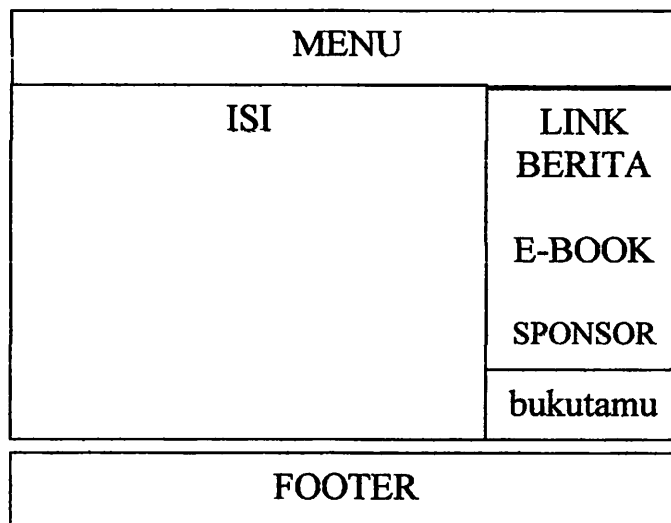 MENU
ISI
LINK
BERITA
E-BOOK
SPONSOR
bukutamu
FOOTER